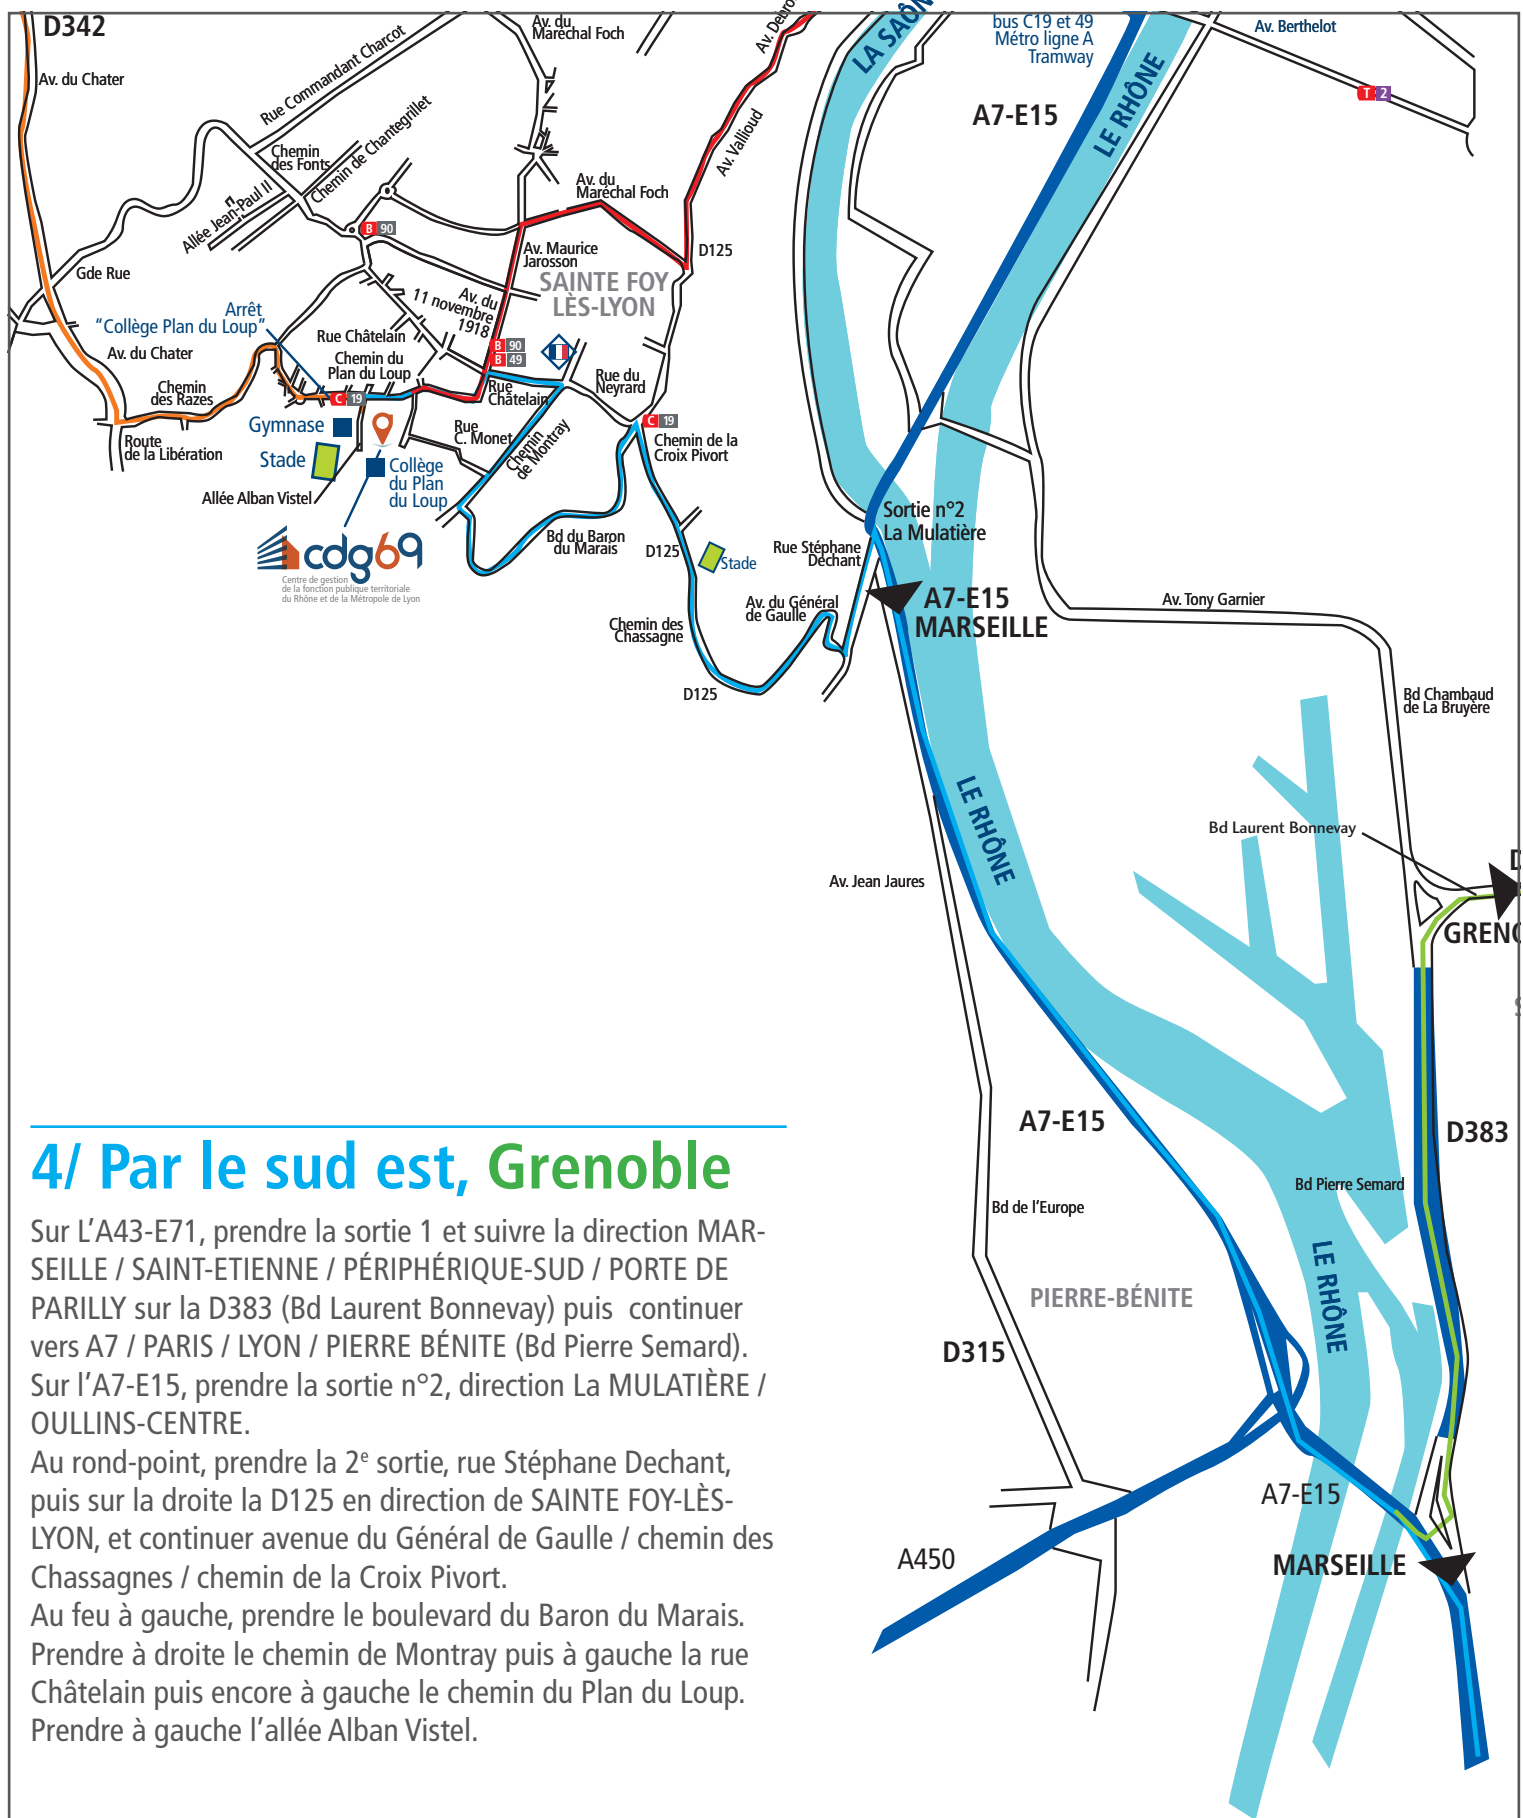 D342
Av. du
Maréchal Foch
bus C19 et 49
Métro ligne A
Tramway
LA SAÔN
Av. Berthelot
Av. du Chater
Rue Commandant Charcot
T 2
A7-E15
LE RHÔNE
Chemin de Chantegrillet
Av. Vallioud
Chemin
des Fonts
Allée Jean-Paul II
Av. du
Maréchal Foch
B 90
D125
Av. Maurice
Jarosson
Gde Rue
SAINTE FOY
LÈS-LYON
Av. du
11 novembre
1918
Arrêt
"Collège Plan du Loup"
Rue Châtelain
Av. du Chater
Chemin du
Plan du Loup
B 90
B 49
Rue du
Neyrard
Chemin
des Razes
Rue
Châtelain
C 19
C 19
Gymnase
Rue
C. Monet
Chemin
de Montray
Route
de la Libération
Chemin de la
Croix Pivort
Stade
Collège
du Plan
du Loup
Allée Alban Vistel
Sortie n°2
La Mulatière
cdg69
Centre de gestion
de la fonction publique territoriale
du Rhône et de la Métropole de Lyon
Bd du Baron
du Marais
D125
Stade
Rue Stéphane
Déchant
A7-E15
MARSEILLE
Av. du Général
de Gaulle
Av. Tony Garnier
Chemin des
Chassagne
D125
Bd Chambaud
de La Bruyère
LE RHÔNE
Bd Laurent Bonnevay
Av. Jean Jaures
GRENO
A7-E15
D383
Bd Pierre Semard
Bd de l'Europe
LE RHÔNE
PIERRE-BÉNITE
D315
A7-E15
A450
MARSEILLE
4/ Par le sud est, Grenoble
Sur L'A43-E71, prendre la sortie 1 et suivre la direction MAR-
SEILLE / SAINT-ETIENNE / PÉRIPHÉRIQUE-SUD / PORTE DE
PARILLY sur la D383 (Bd Laurent Bonnevay) puis continuer
vers A7 / PARIS / LYON / PIERRE BÉNITE (Bd Pierre Semard).
Sur l'A7-E15, prendre la sortie n°2, direction La MULATIÈRE /
OULLINS-CENTRE.
Au rond-point, prendre la 2e sortie, rue Stéphane Dechant,
puis sur la droite la D125 en direction de SAINTE FOY-LÈS-
LYON, et continuer avenue du Général de Gaulle / chemin des
Chassagnes / chemin de la Croix Pivort.
Au feu à gauche, prendre le boulevard du Baron du Marais.
Prendre à droite le chemin de Montray puis à gauche la rue
Châtelain puis encore à gauche le chemin du Plan du Loup.
Prendre à gauche l'allée Alban Vistel.